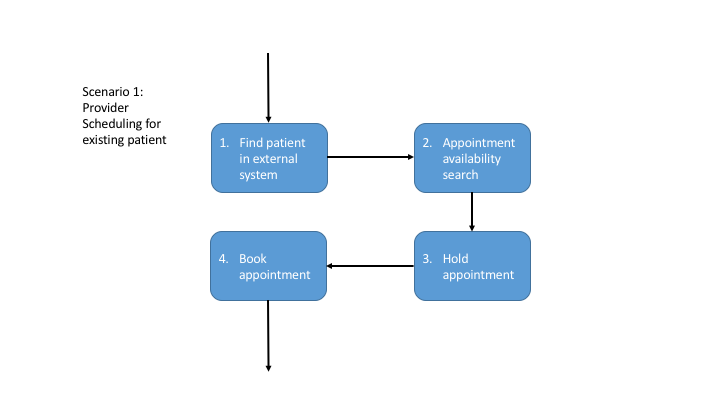 Scenario 1:
Provider
Scheduling for
existing patient
1. Find patient
in external
system
2. Appointment
availability
search
3. Hold
appointment
4. Book
appointment